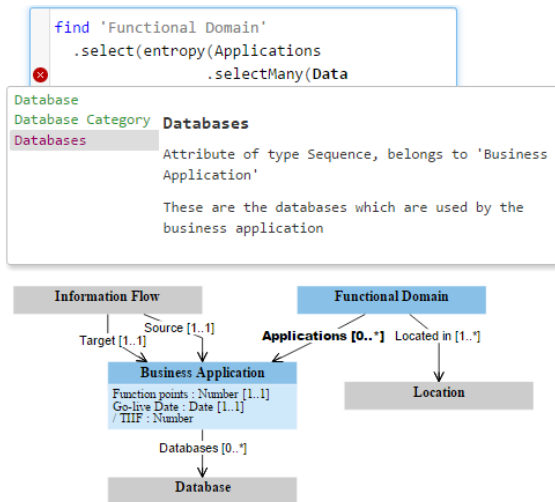 find 'Functional Domain'
.select(entropy(Applications
.selectMany(Data
Database
Database Category
Databases
Databases
Attribute of type Sequence, belongs to 'Business
Application'
These are the databases which are used by the
business application
Information Flow
Functional Domain
Target [1..1]
Source [1..1]
Applications [0..*]
Located in [1..*]
Business Application
Function points : Number [1..1]
Go-live Date : Date [1..1]
/ TIIF : Number
Location
Databases [0..*]
Database